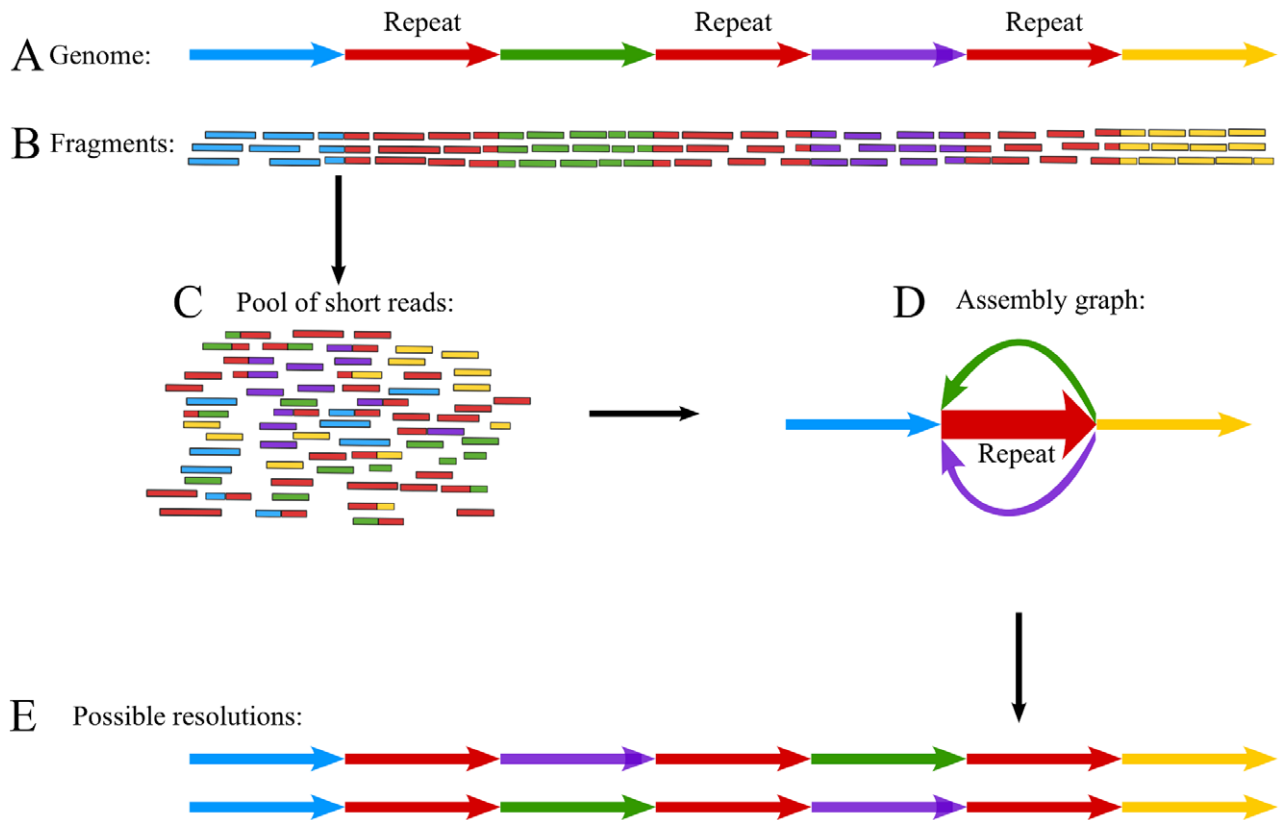 Repeat Repeat Repeat
A Genome:
B Fragments:
C Pool of short reads:
D Assembly graph:
Repeat
E Possible resolutions: